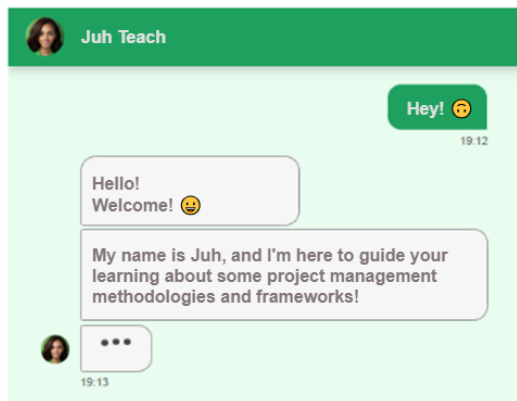 Juh Teach
Hey! 🙃
19:12
Hello!
Welcome! 😀
My name is Juh, and I'm here to guide your
learning about some project management
methodologies and frameworks!
•••
19:13